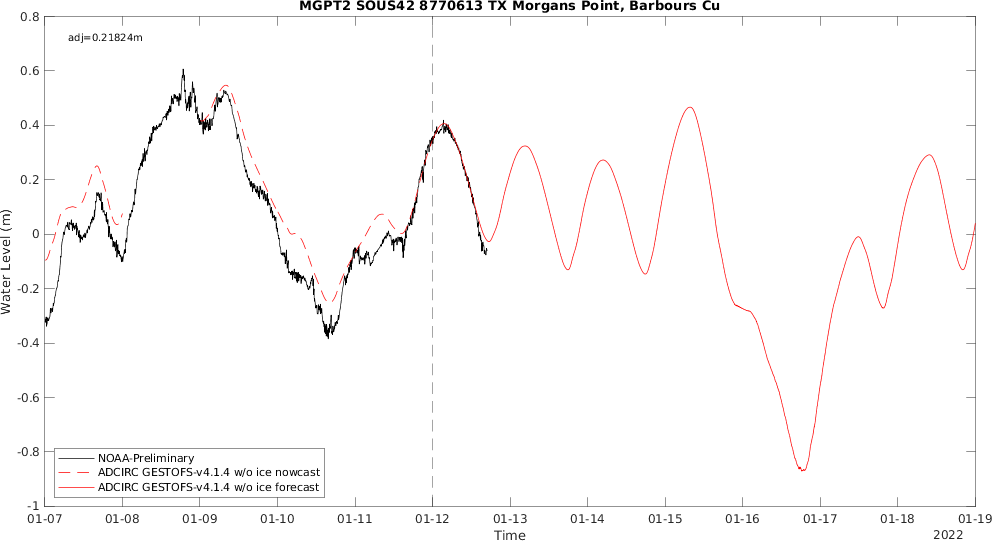 MGPT2 SOUS42 8770613 TX Morgans Point, Barbours Cu
adj=0.21824m
0.8
0.6
0.4
0.2
0
-0.2
-0.4
-0.6
-0.8
-1
Water Level (m)
NOAA-Preliminary
ADCIRC GESTOFS-v4.1.4 w/o ice nowcast
ADCIRC GESTOFS-v4.1.4 w/o ice forecast
01-07 01-08 01-09 01-10 01-11 01-12 01-13 01-14 01-15 01-16 01-17 01-18 01-19
Time
2022